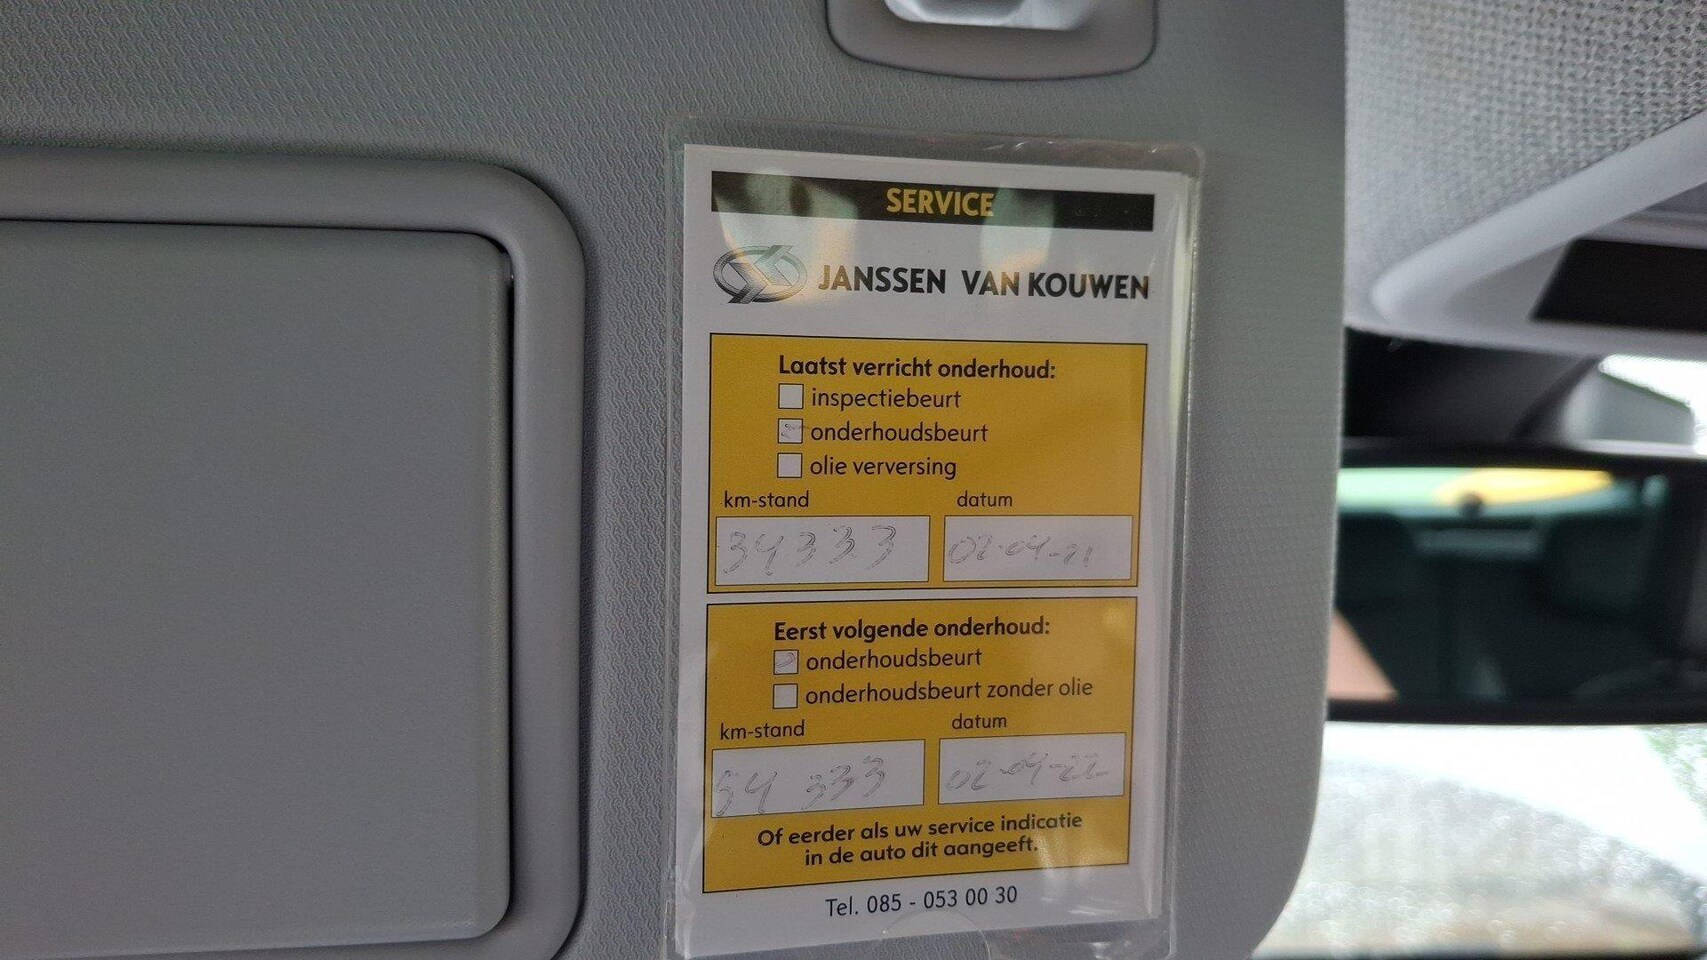 SERVICE
JANSSEN VAN KOUWEN
Laatst verricht onderhoud:
inspectiebeurt
onderhoudsbeurt
olie verversing
km-stand datum
34333 02-04-21
Eerst volgende onderhoud:
onderhoudsbeurt
onderhoudsbeurt zonder olie
km-stand datum
54 333 02-04-22
Of eerder als uw service indicatie
in de auto dit aangeeft.
Tel. 085 - 053 00 30